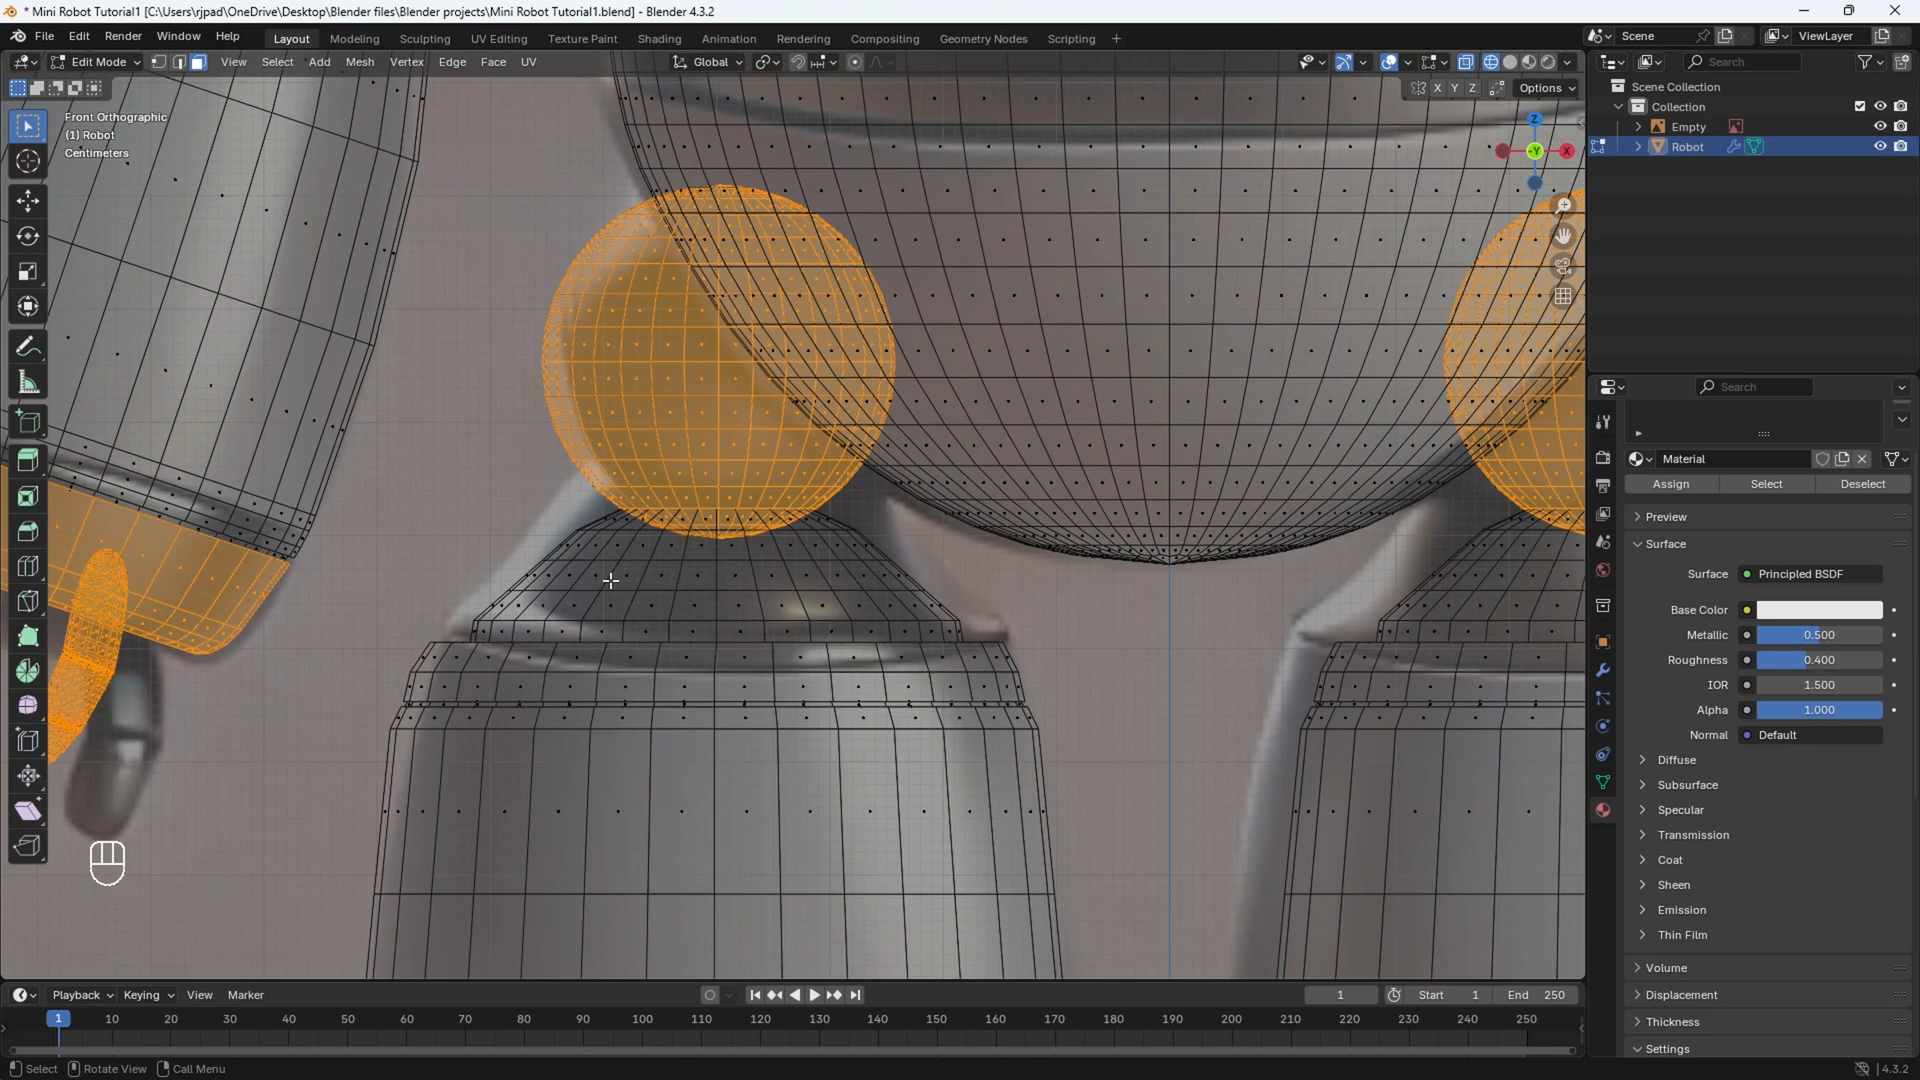 * Mini Robot Tutorial1 [C:\Users\rjpad\OneDrive\Desktop\Blender files\Blender projects\Mini Robot Tutorial1.blend] - Blender 4.3.2
File Edit Render Window Help Layout Modeling Sculpting UV Editing Texture Paint Shading Animation Rendering Compositing Geometry Nodes Scripting + Scene ViewLayer
Edit Mode View Select Add Mesh Vertex Edge Face UV Global Search
X Y Z Options
Scene Collection
Collection
Empty
Robot
Front Orthographic
(1) Robot
Centimeters
Z
-Y X
Search
Material
Assign Select Deselect
Preview
Surface
Surface Principled BSDF
Base Color
Metallic 0.500
Roughness 0.400
IOR 1.500
Alpha 1.000
Normal Default
Diffuse
Subsurface
Specular
Transmission
Coat
Sheen
Emission
Thin Film
Volume
Displacement
Thickness
Settings
Playback Keying View Marker 1 Start 1 End 250
1 10 20 30 40 50 60 70 80 90 100 110 120 130 140 150 160 170 180 190 200 210 220 230 240 250
Select Rotate View Call Menu 4.3.2